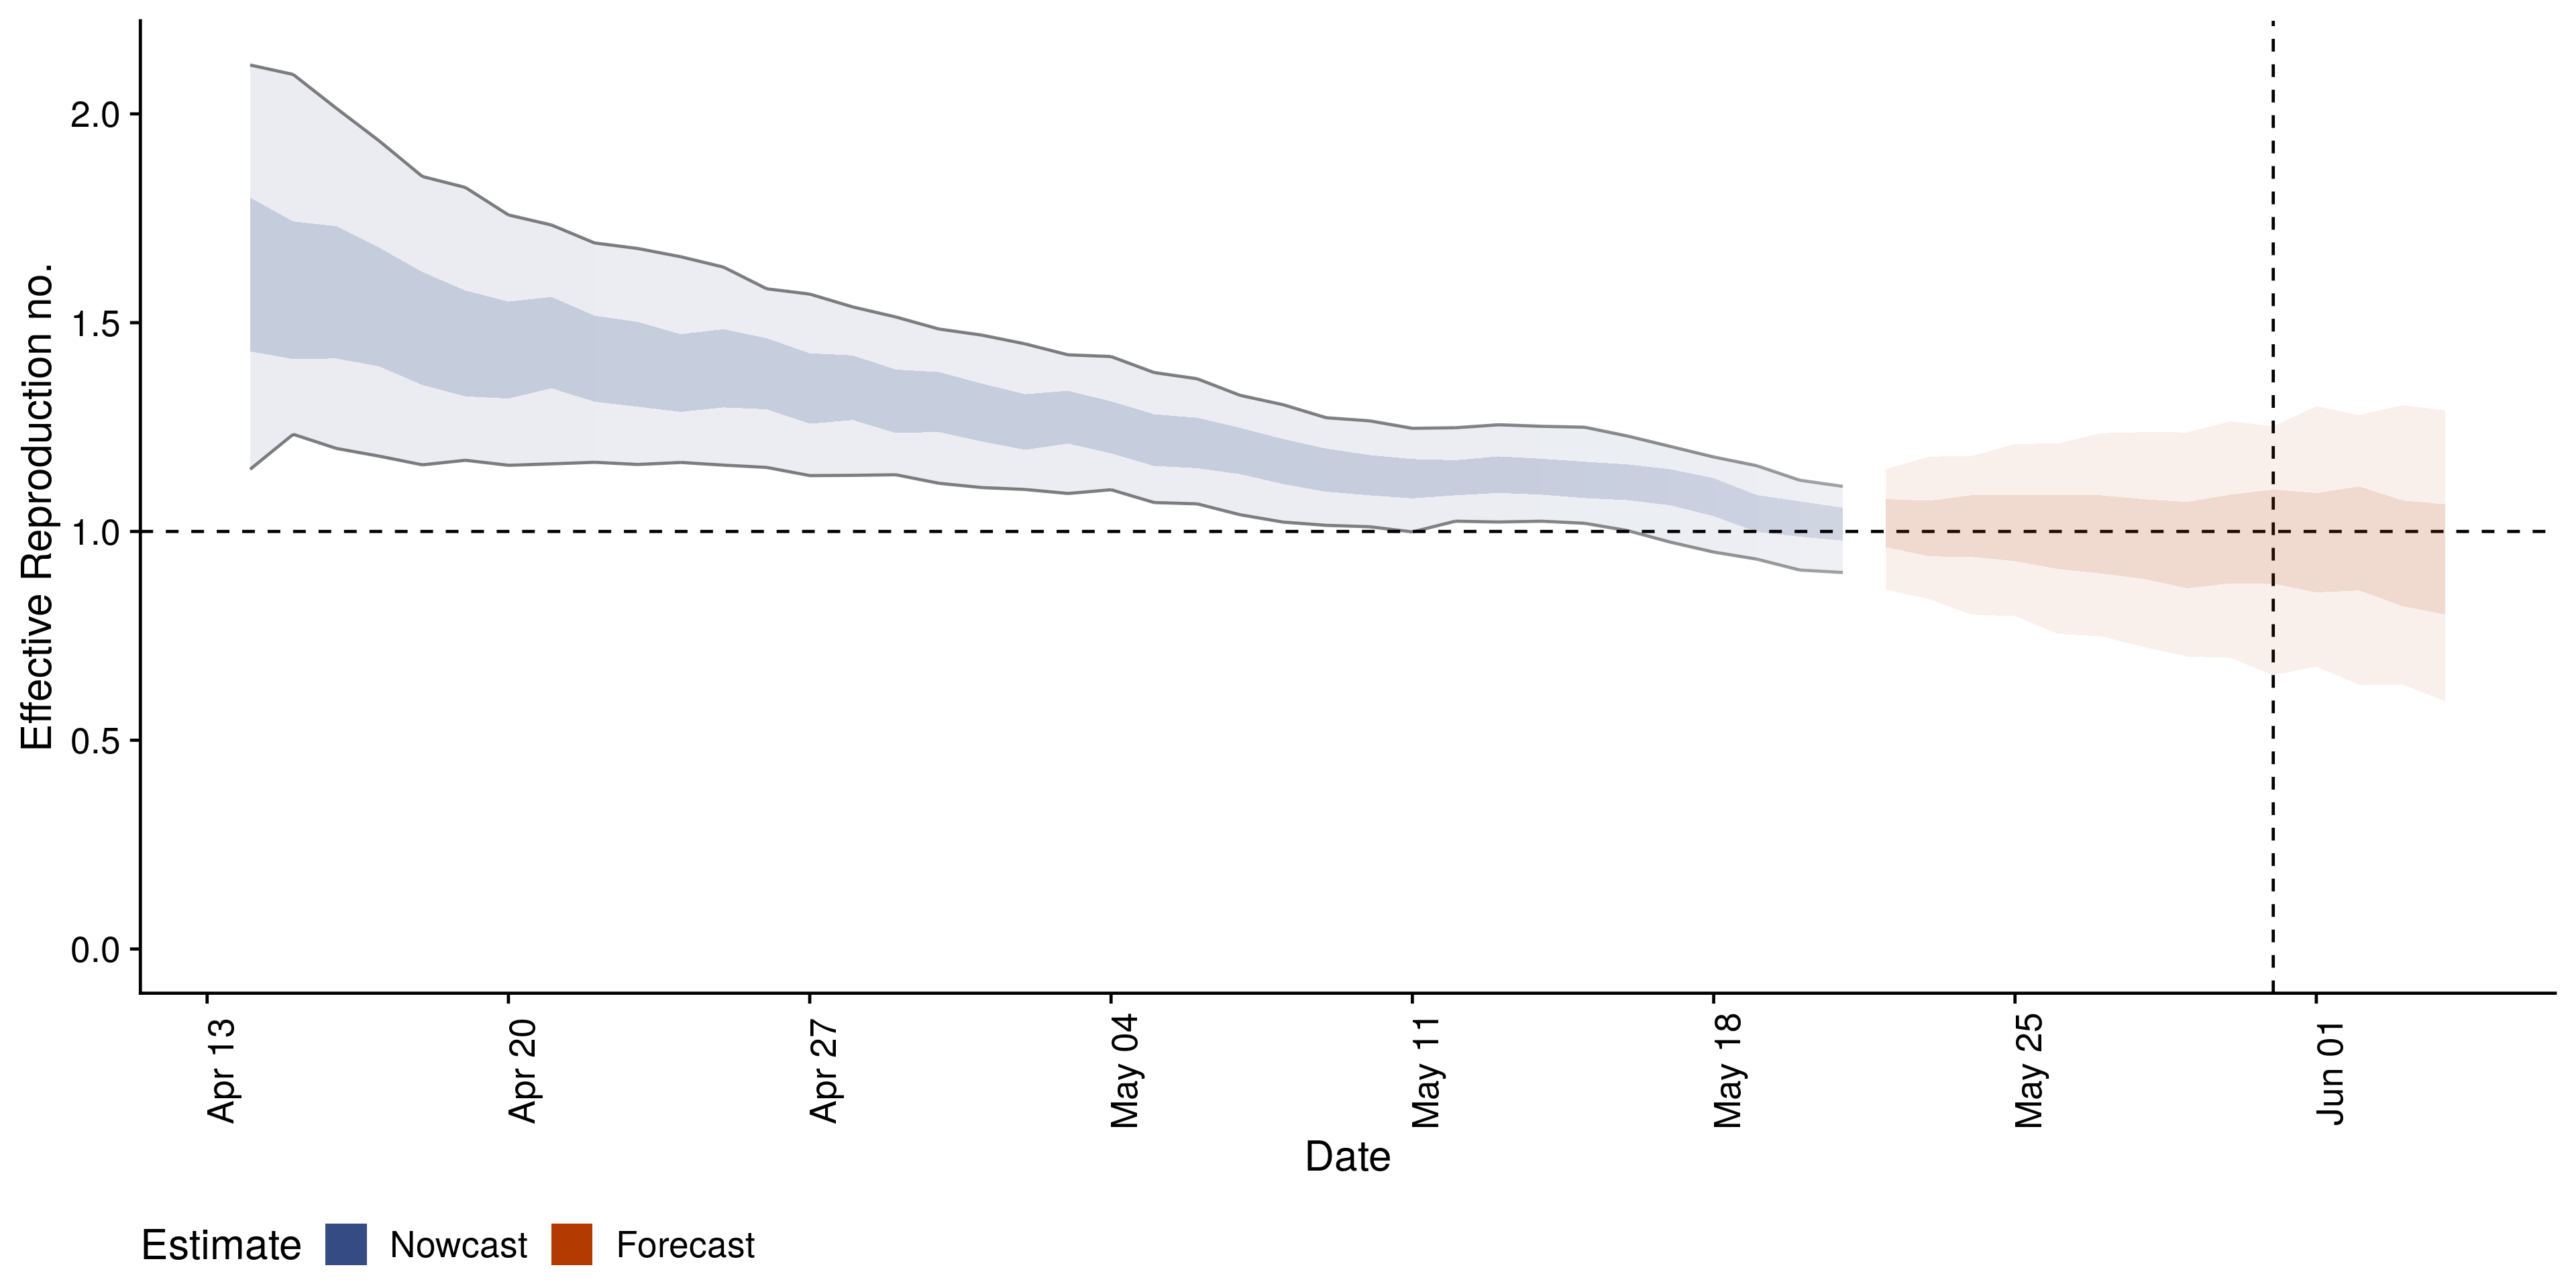 Effective Reproduction no.
2.0
1.5
1.0
0.5
0.0
Apr 13
Apr 20
Apr 27
May 04
May 11
May 18
May 25
Jun 01
Date
Estimate Nowcast Forecast